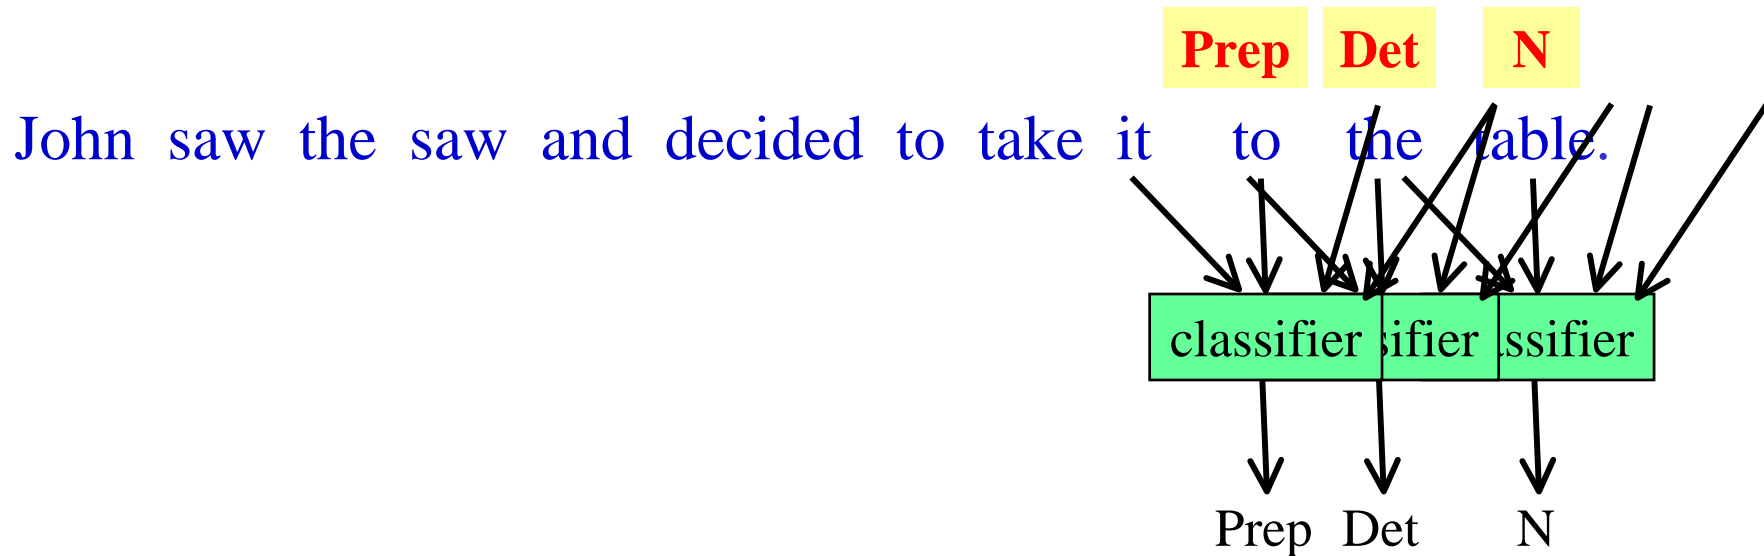 Prep Det N
John saw the saw and decided to take it to the table.
classifier sifier ssifier
Prep Det N